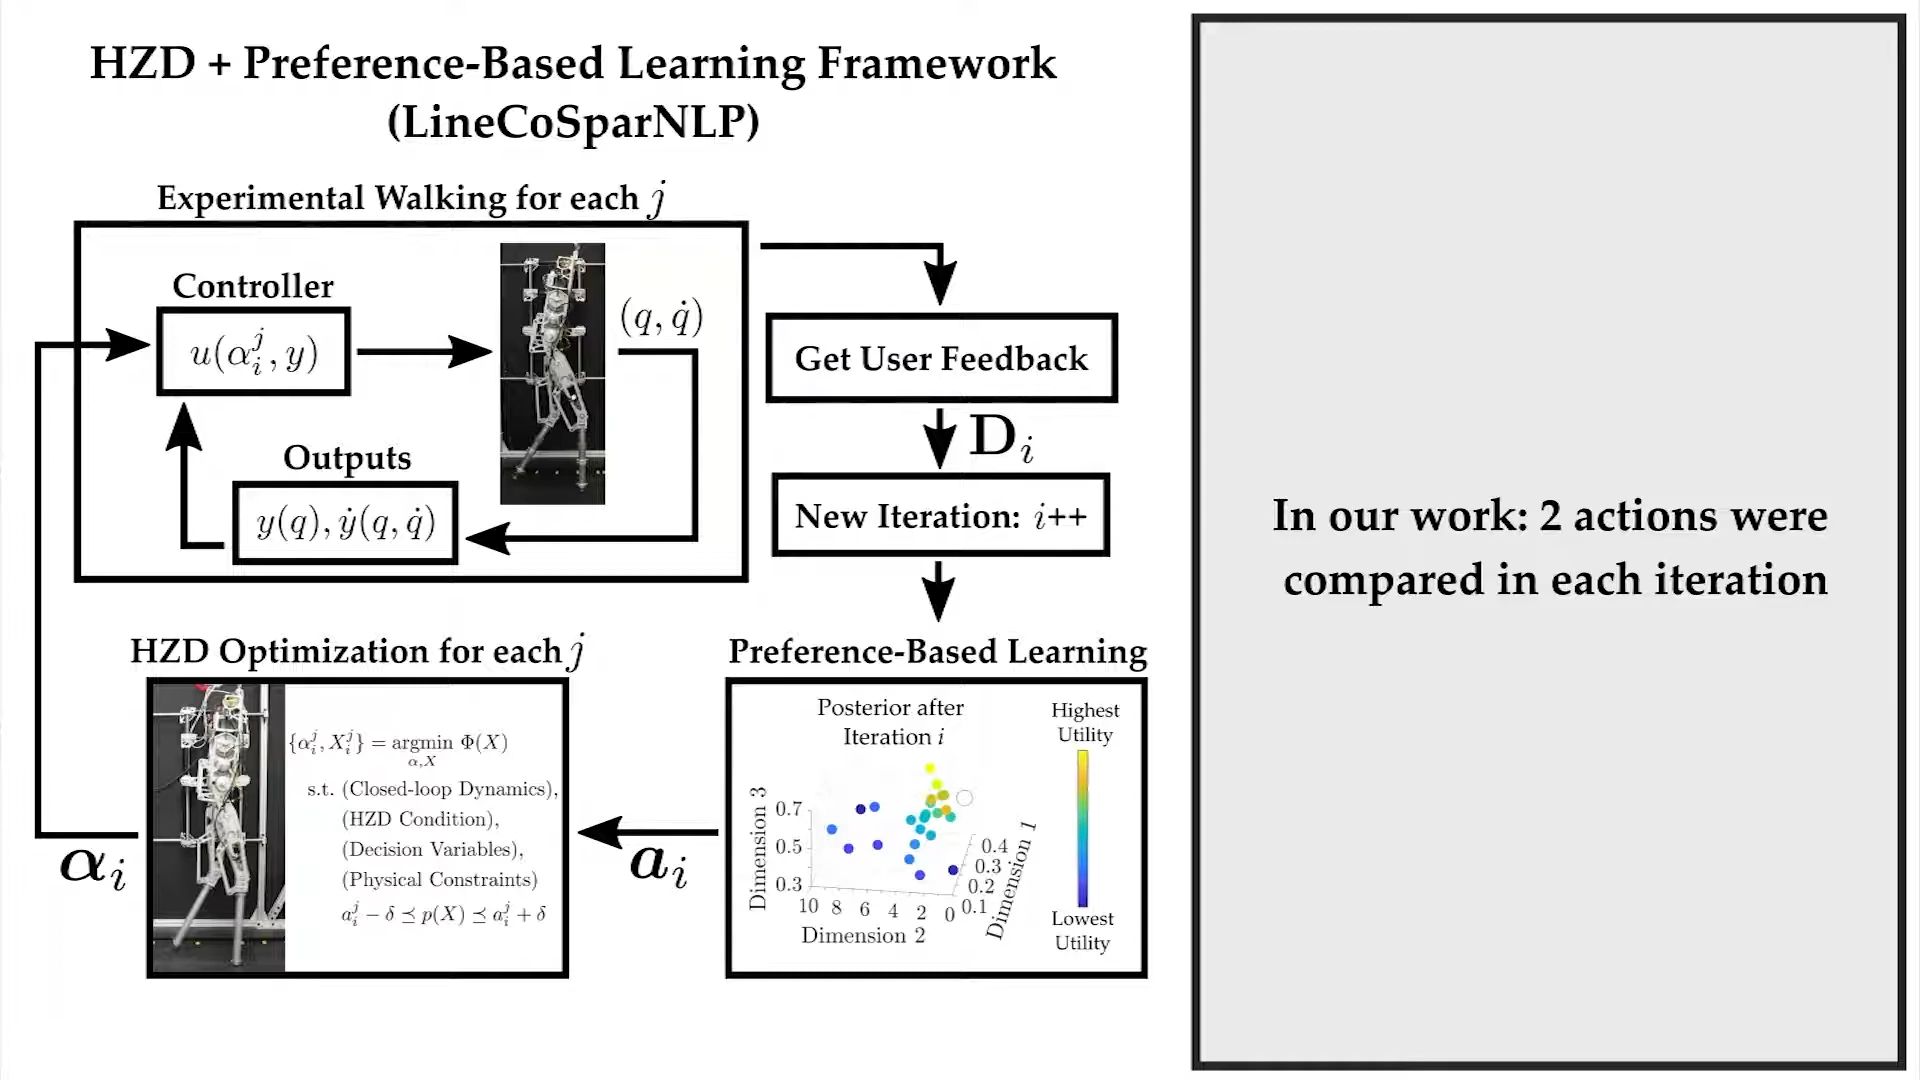 HZD + Preference-Based Learning Framework
(LineCoSparNLP)
Experimental Walking for each j
Controller
u(α_i^j, y)
(q, q̇)
Outputs
y(q), ẏ(q, q̇)
Get User Feedback
D_i
New Iteration: i++
HZD Optimization for each j
{α_i^j, X_i^j} = argmin Φ(X)
α,X
s.t. (Closed-loop Dynamics),
(HZD Condition),
(Decision Variables),
(Physical Constraints)
a_i^j − δ ⪯ p(X) ⪯ a_i^j + δ
α_i
a_i
Preference-Based Learning
Posterior after
Iteration i
Highest
Utility
Dimension 3
0.7
0.5
0.3
10 8 6 4 2 0
Dimension 2
0.4
0.3
0.2
0.1
Dimension 1
Lowest
Utility
In our work: 2 actions were
compared in each iteration